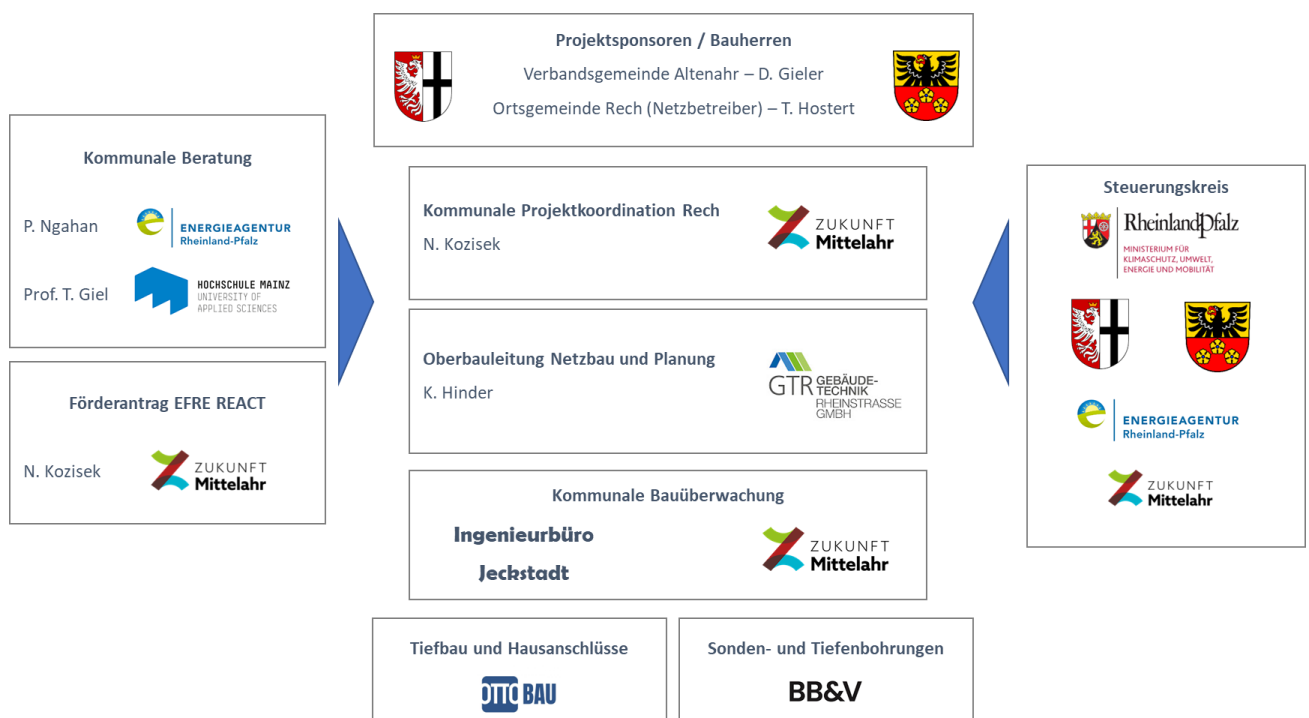 Projektsponsoren / Bauherren
Verbandsgemeinde Altenahr – D. Gieler
Ortsgemeinde Rech (Netzbetreiber) – T. Hostert
Kommunale Beratung
P. Ngahan
ENERGIEAGENTUR
Rheinland-Pfalz
Prof. T. Giel
HOCHSCHULE MAINZ
UNIVERSITY OF
APPLIED SCIENCES
Förderantrag EFRE REACT
N. Kozisek
ZUKUNFT
Mittelahr
Kommunale Projektkoordination Rech
N. Kozisek
ZUKUNFT
Mittelahr
Oberbauleitung Netzbau und Planung
K. Hinder
GTR GEBÄUDE-
TECHNIK
RHEINSTRASSE
GMBH
Kommunale Bauüberwachung
Ingenieurbüro
Jeckstadt
ZUKUNFT
Mittelahr
Tiefbau und Hausanschlüsse
OTTO BAU
Sonden- und Tiefenbohrungen
BB&V
Steuerungskreis
RheinlandPfalz
MINISTERIUM FÜR
KLIMASCHUTZ, UMWELT,
ENERGIE UND MOBILITÄT
ENERGIEAGENTUR
Rheinland-Pfalz
ZUKUNFT
Mittelahr